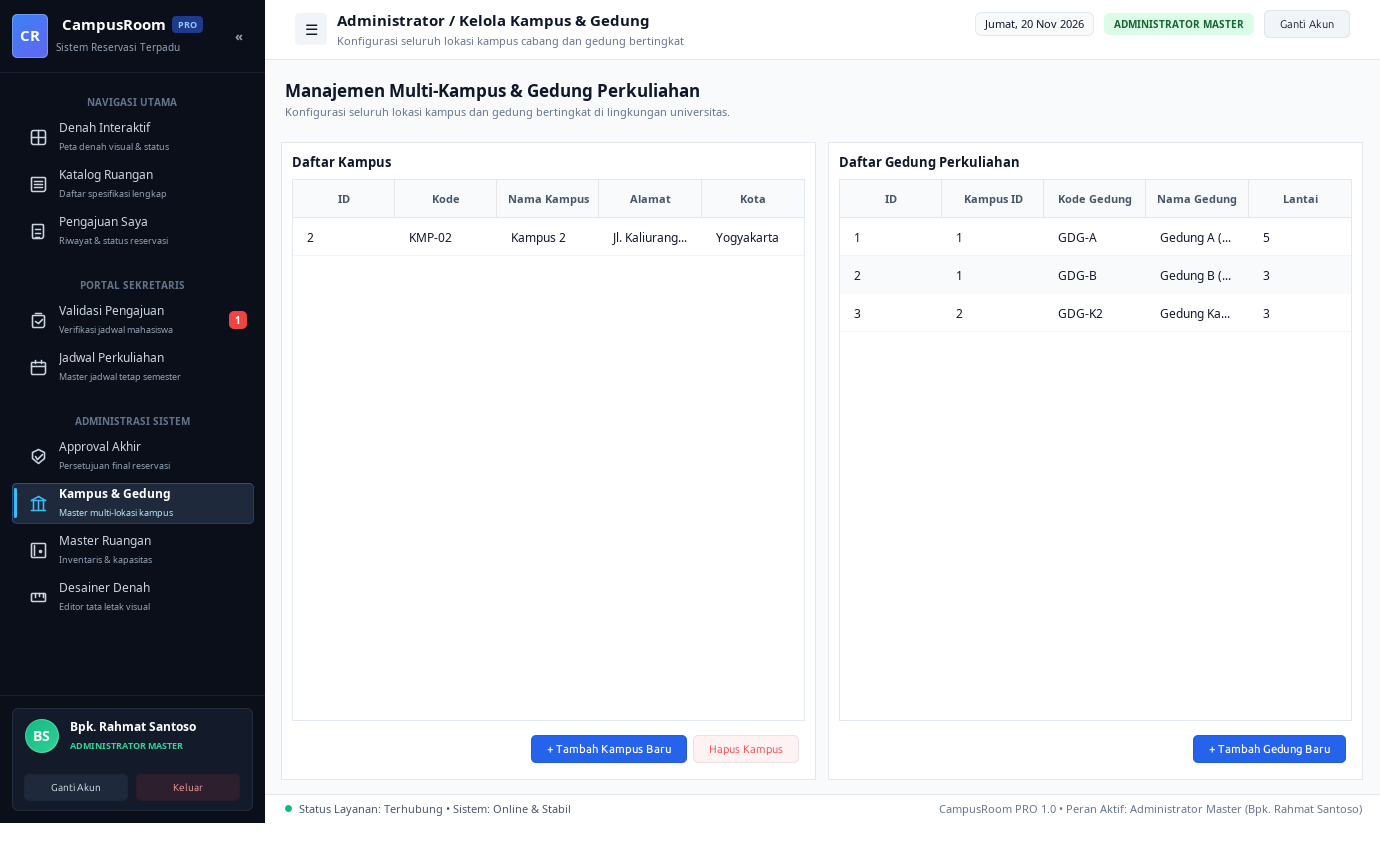 CR
CampusRoom PRO
Sistem Reservasi Terpadu
«
NAVIGASI UTAMA
Denah Interaktif
Peta denah visual & status
Katalog Ruangan
Daftar spesifikasi lengkap
Pengajuan Saya
Riwayat & status reservasi
PORTAL SEKRETARIS
Validasi Pengajuan
Verifikasi jadwal mahasiswa
1
Jadwal Perkuliahan
Master jadwal tetap semester
ADMINISTRASI SISTEM
Approval Akhir
Persetujuan final reservasi
Kampus & Gedung
Master multi-lokasi kampus
Master Ruangan
Inventaris & kapasitas
Desainer Denah
Editor tata letak visual
BS
Bpk. Rahmat Santoso
ADMINISTRATOR MASTER
Ganti Akun Keluar
☰
Administrator / Kelola Kampus & Gedung
Konfigurasi seluruh lokasi kampus cabang dan gedung bertingkat
Jumat, 20 Nov 2026 ADMINISTRATOR MASTER Ganti Akun
Manajemen Multi-Kampus & Gedung Perkuliahan
Konfigurasi seluruh lokasi kampus dan gedung bertingkat di lingkungan universitas.
Daftar Kampus
ID Kode Nama Kampus Alamat Kota
2 KMP-02 Kampus 2 Jl. Kaliurang... Yogyakarta
+ Tambah Kampus Baru Hapus Kampus
Daftar Gedung Perkuliahan
ID Kampus ID Kode Gedung Nama Gedung Lantai
1 1 GDG-A Gedung A (... 5
2 1 GDG-B Gedung B (... 3
3 2 GDG-K2 Gedung Ka... 3
+ Tambah Gedung Baru
Status Layanan: Terhubung • Sistem: Online & Stabil
CampusRoom PRO 1.0 • Peran Aktif: Administrator Master (Bpk. Rahmat Santoso)